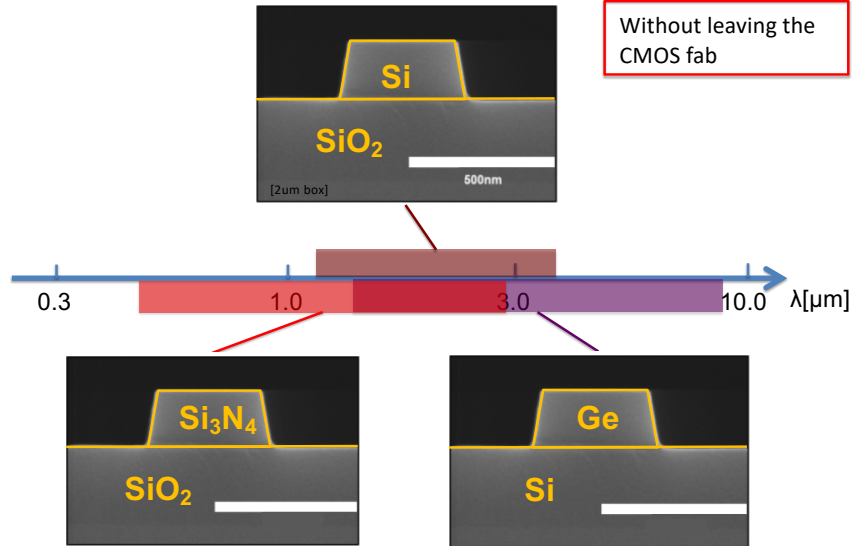 Without leaving the
CMOS fab
Si
SiO₂
500nm
[2um box]
0.3
1.0
3.0
10.0
λ[μm]
Si₃N₄
SiO₂
Ge
Si